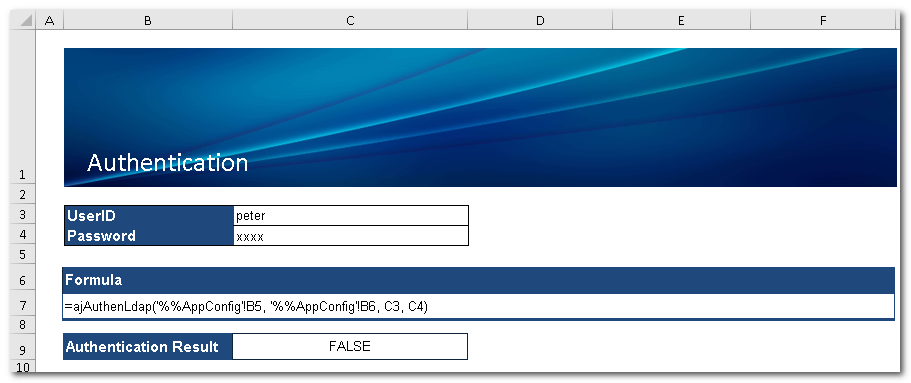 A B C D E F
Authentication
1
2
3 UserID peter
4 Password xxxx
5
6 Formula
7 =ajAuthenLdap('%%AppConfig'!B5, '%%AppConfig'!B6, C3, C4)
8
9 Authentication Result FALSE
10